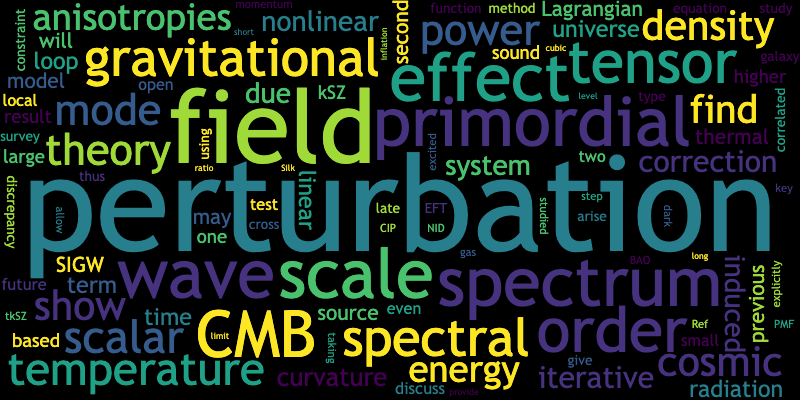 momentum
function
method
Lagrangian
equation
study
constraint
anisotropies
nonlinear
second
power
universe
density
will
short
loop
gravitational
Inflation
sound
cubic
galaxy
model
open
effect
tensor
higher
local
mode
due
kSZ
level
type
find
correlated
result
field
primordial
survey
using
excited
thermal
large
theory
ratio
Silk
system
two
correction
thus
perturbation
linear
step
key
discrepancy
allow
may
test
late
EFT
studied
arise
dark
one
cross
CIP
NID
gas
BAO
long
SIGW
wave
scale
spectrum
induced
previous
explicitly
future
term
show
time
source
even
tkSZ
CMB
limit
order
Ref
PMF
based
scalar
taking
spectral
small
temperature
curvature
energy
give
iterative
cosmic
discuss
provide
radiation